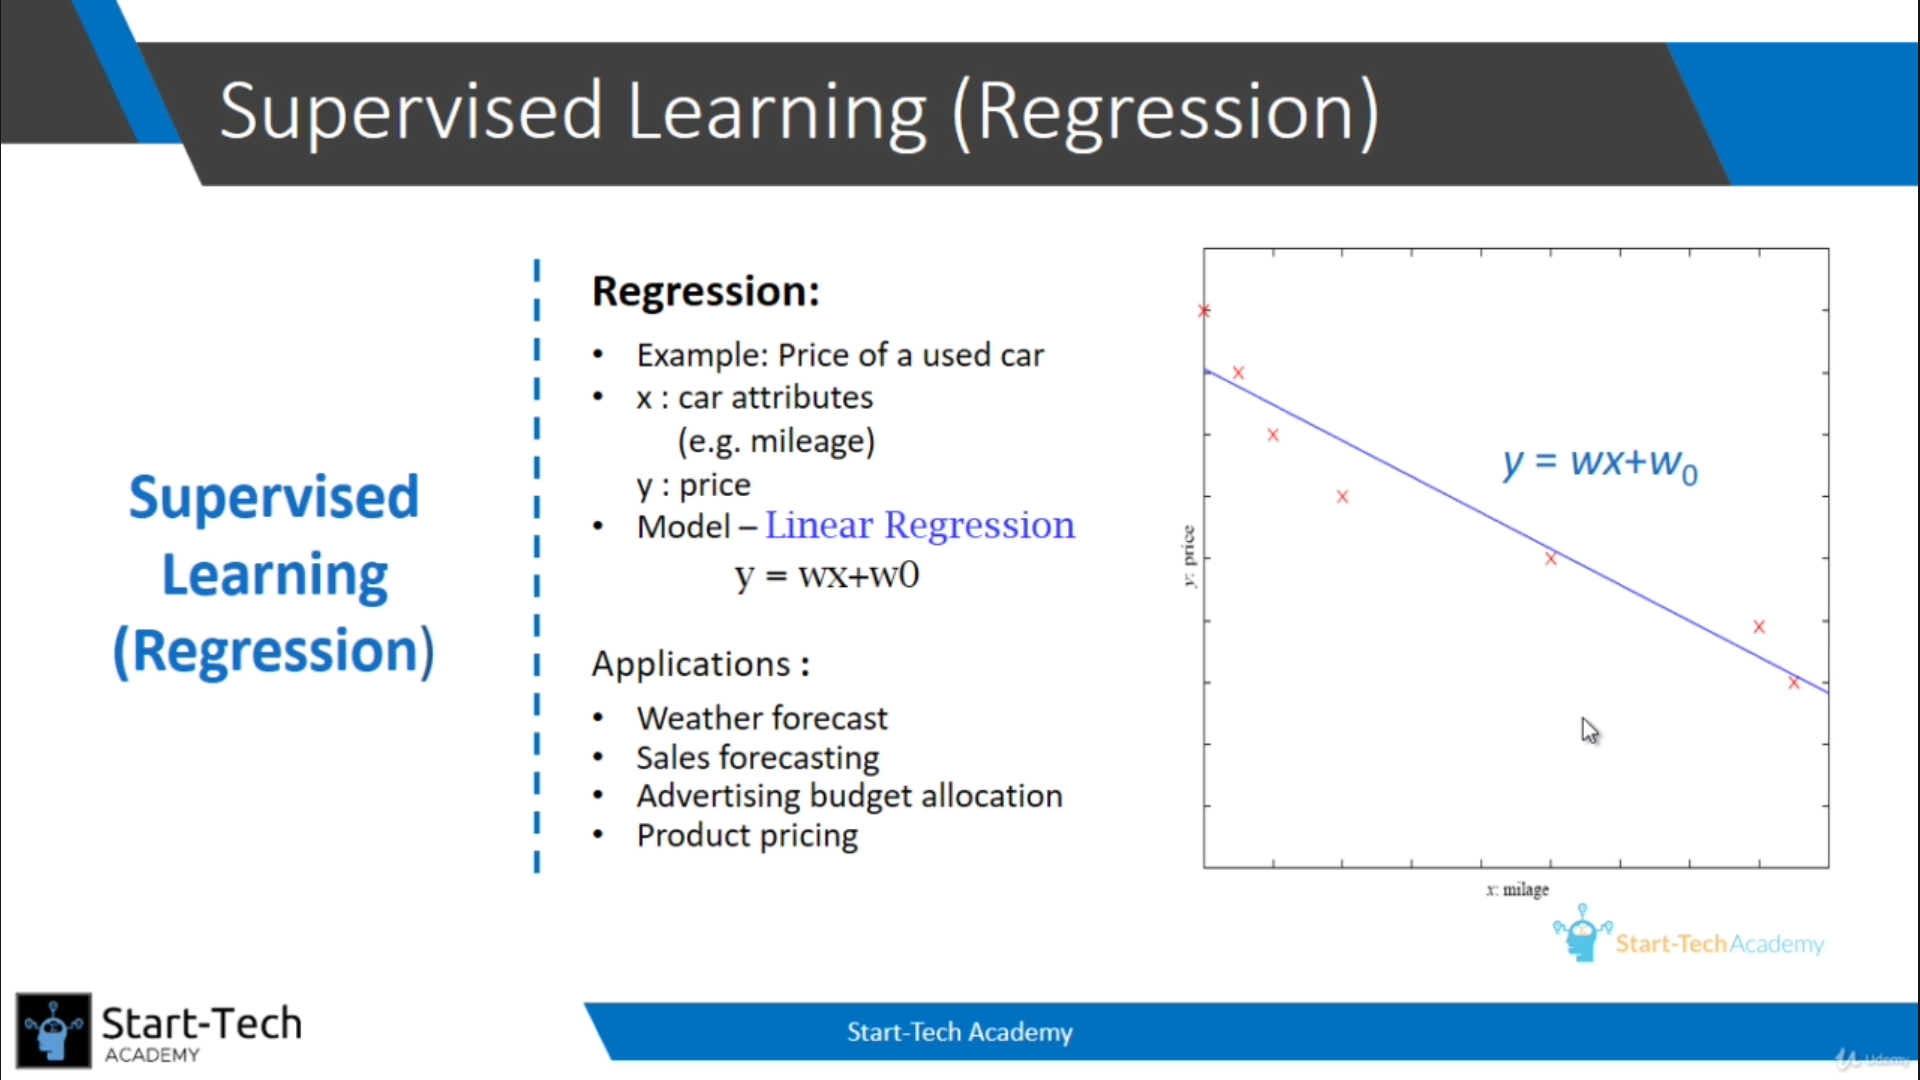 Supervised Learning (Regression)
Supervised
Learning
(Regression)
Regression:
• Example: Price of a used car
• x : car attributes
(e.g. mileage)
y : price
• Model – Linear Regression
y = wx+w0
Applications :
• Weather forecast
• Sales forecasting
• Advertising budget allocation
• Product pricing
y = wx+w₀
y: price
x: milage
Start-Tech Academy
Start-Tech
ACADEMY
Start-Tech Academy
Udemy